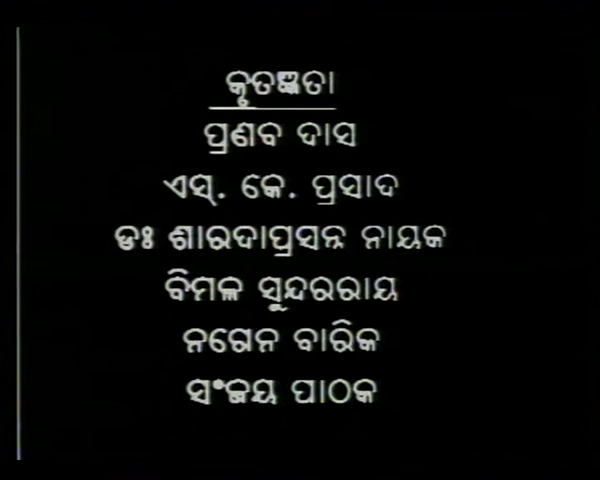 କୃତଜ୍ଞତା
ପ୍ରଣବ ଦାସ
ଏସ୍. କେ. ପ୍ରସାଦ
ଡଃ ଶାରଦାପ୍ରସନ୍ନ ନାୟକ
ବିମଳ ସୁନ୍ଦରରାୟ
ନଗେନ ବାରିକ
ସଂଜୟ ପାଠକ